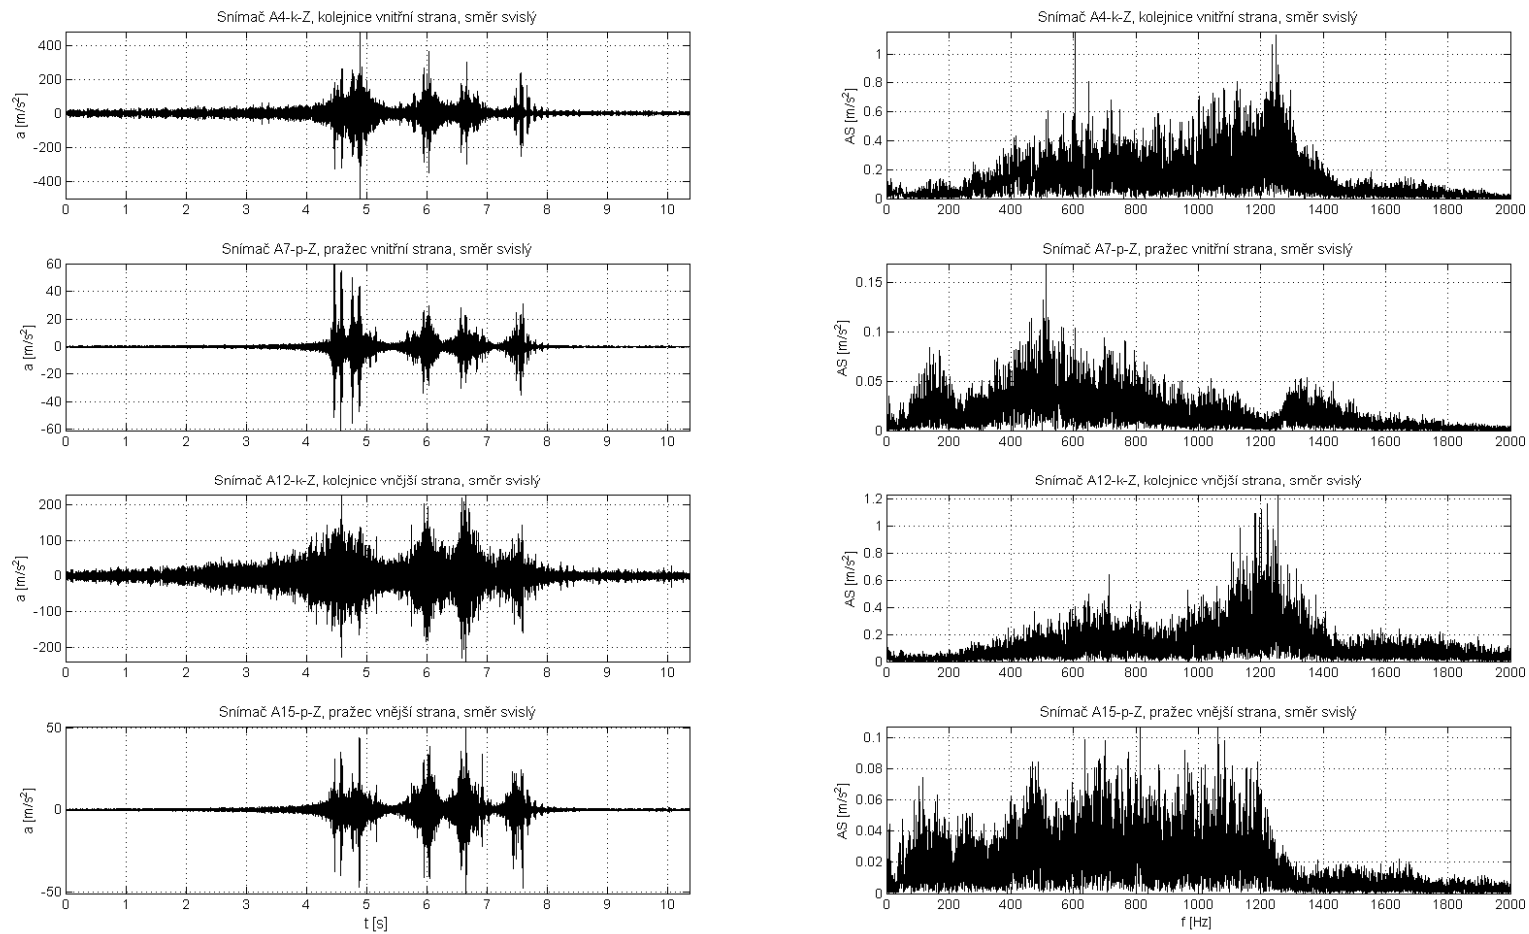 Snímač A4-k-Z, kolejnice vnitřní strana, směr svislý
a [m/s²]
400
200
0
-200
-400
0 1 2 3 4 5 6 7 8 9 10
Snímač A4-k-Z, kolejnice vnitřní strana, směr svislý
AS [m/s²]
1
0.8
0.6
0.4
0.2
0
0 200 400 600 800 1000 1200 1400 1600 1800 2000
Snímač A7-p-Z, pražec vnitřní strana, směr svislý
a [m/s²]
60
40
20
0
-20
-40
-60
0 1 2 3 4 5 6 7 8 9 10
Snímač A7-p-Z, pražec vnitřní strana, směr svislý
AS [m/s²]
0.15
0.1
0.05
0
0 200 400 600 800 1000 1200 1400 1600 1800 2000
Snímač A12-k-Z, kolejnice vnější strana, směr svislý
a [m/s²]
200
100
0
-100
-200
0 1 2 3 4 5 6 7 8 9 10
Snímač A12-k-Z, kolejnice vnější strana, směr svislý
AS [m/s²]
1.2
1
0.8
0.6
0.4
0.2
0
0 200 400 600 800 1000 1200 1400 1600 1800 2000
Snímač A15-p-Z, pražec vnější strana, směr svislý
a [m/s²]
50
0
-50
0 1 2 3 4 5 6 7 8 9 10
t [s]
Snímač A15-p-Z, pražec vnější strana, směr svislý
AS [m/s²]
0.1
0.08
0.06
0.04
0.02
0
0 200 400 600 800 1000 1200 1400 1600 1800 2000
f [Hz]